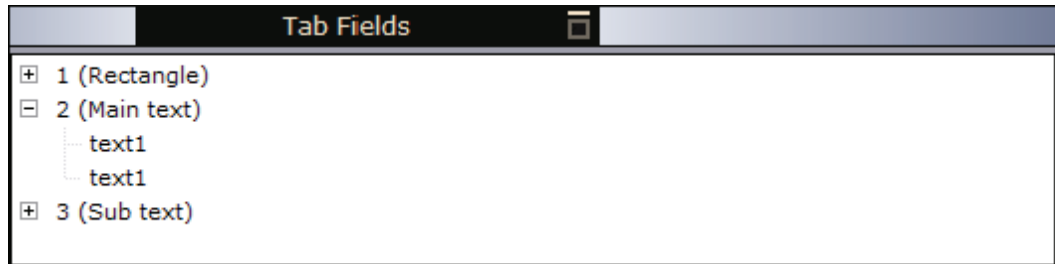 Tab Fields
1 (Rectangle)
2 (Main text)
text1
text1
3 (Sub text)